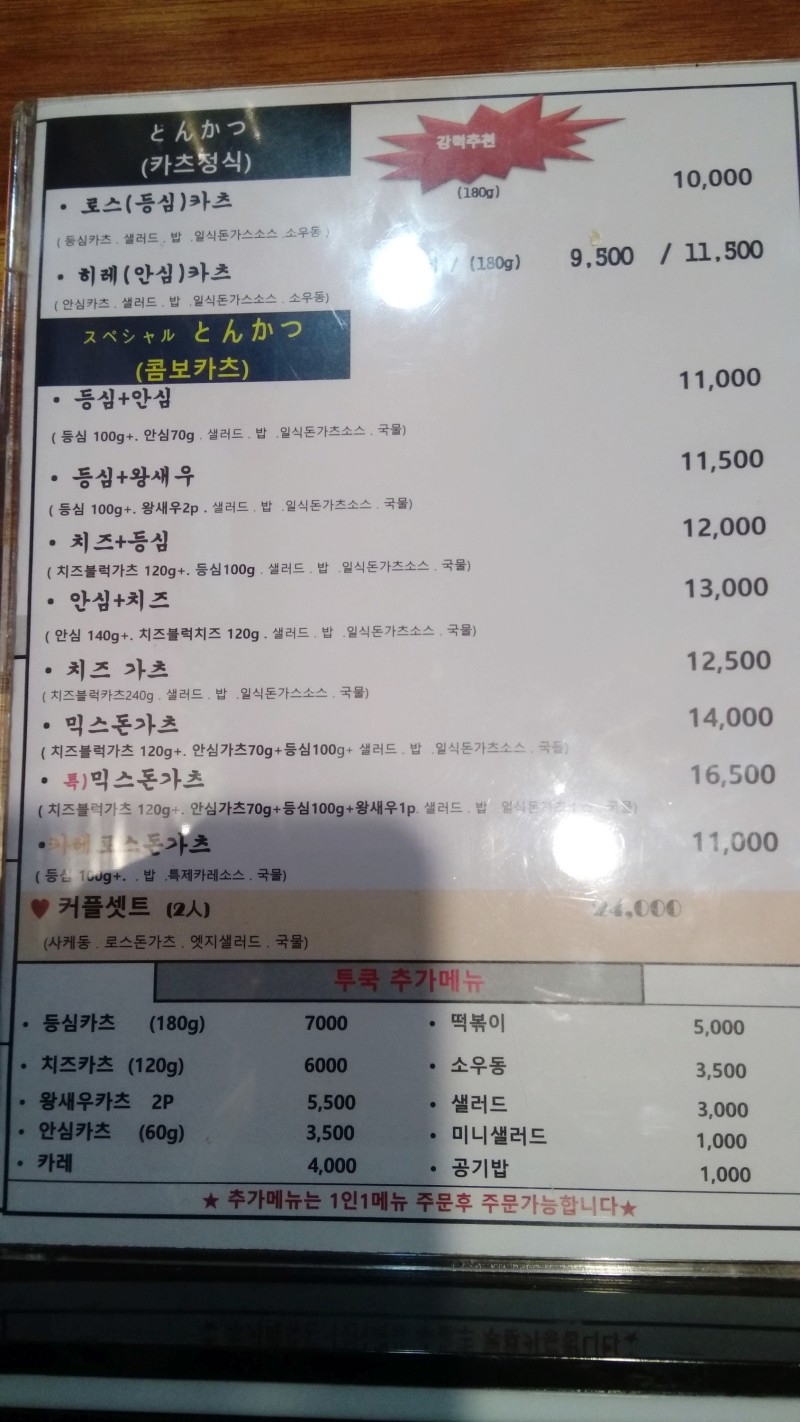 とんかつ
(카츠정식)
강력추천
• 로스(등심)카츠 (180g) 10,000
( 등심카츠 . 샐러드 . 밥 .일식돈가스소스 .소우동 )
• 히레(안심)카츠 / (180g) 9,500 / 11,500
( 안심카츠 . 샐러드 . 밥 .일식돈가스소스 . 소우동)
スペシャル とんかつ
(콤보카츠)
• 등심+안심 11,000
( 등심 100g+. 안심70g . 샐러드 . 밥 .일식돈가츠소스 . 국물)
• 등심+왕새우 11,500
( 등심 100g+. 왕새우2p . 샐러드 . 밥 .일식돈가츠소스 . 국물)
• 치즈+등심 12,000
( 치즈블럭가츠 120g+. 등심100g . 샐러드 . 밥 .일식돈가츠소스 . 국물)
• 안심+치즈 13,000
( 안심 140g+. 치즈블럭치즈 120g . 샐러드 . 밥 .일식돈가츠소스 . 국물)
• 치즈 가츠 12,500
( 치즈블럭카츠240g . 샐러드 . 밥 .일식돈가스소스 . 국물)
• 믹스돈가츠 14,000
( 치즈블럭가츠 120g+. 안심가츠70g+등심100g+ 샐러드 . 밥 .일식돈가츠소스 . 국물)
• 특)믹스돈가츠 16,500
( 치즈블럭가츠 120g+. 안심가츠70g+등심100g+왕새우1p. 샐러드 . 밥 일식돈가츠 국물)
• 카레로스돈가츠 11,000
( 등심 100g+. . 밥 .특제카레소스 . 국물)
♥ 커플셋트 (2人) 24,000
(사케동 . 로스돈가츠 . 엣지샐러드 . 국물)
투쿡 추가메뉴
• 등심카츠 (180g) 7000 • 떡볶이 5,000
• 치즈카츠 (120g) 6000 • 소우동 3,500
• 왕새우카츠 2P 5,500 • 샐러드 3,000
• 안심카츠 (60g) 3,500 • 미니샐러드 1,000
• 카레 4,000 • 공기밥 1,000
★ 추가메뉴는 1인1메뉴 주문후 주문가능합니다★